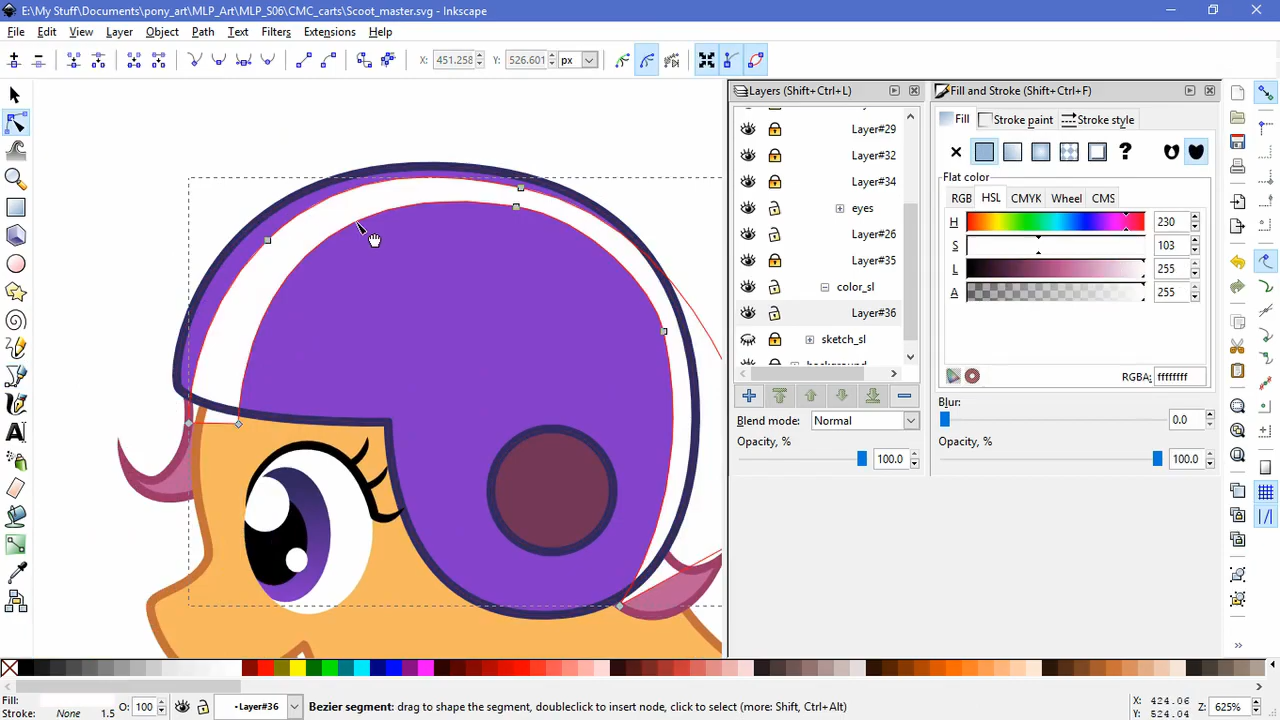 E:\My Stuff\Documents\pony_art\MLP_Art\MLP_S06\CMC_carts\Scoot_master.svg - Inkscape
File Edit View Layer Object Path Text Filters Extensions Help
X: 451.258 Y: 526.601 px
Layers (Shift+Ctrl+L) Fill and Stroke (Shift+Ctrl+F)
Layer#29
Layer#32
Layer#34
eyes
Layer#26
Layer#35
color_sl
Layer#36
sketch_sl
Blend mode: Normal
Opacity, % 100.0
Fill Stroke paint Stroke style
Flat color
RGB HSL CMYK Wheel CMS
H 230
S 103
L 255
A 255
RGBA: ffffffff
Blur:
0.0
Opacity, %
100.0
Fill:
Stroke: None 1.5
O: 100
•Layer#36
Bezier segment: drag to shape the segment, doubleclick to insert node, click to select (more: Shift, Ctrl+Alt)
X: 424.06
Y: 524.04
Z: 625%